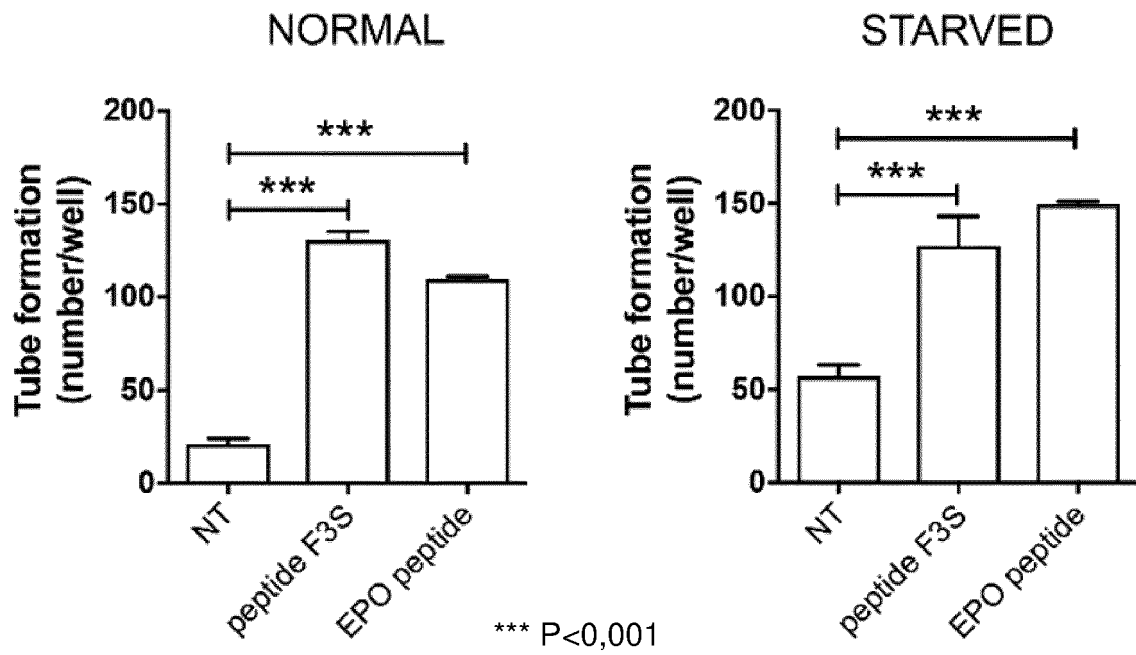 NORMAL
Tube formation
(number/well)
200
150
100
50
0
***
***
NT
peptide F3S
EPO peptide
STARVED
Tube formation
(number/well)
200
150
100
50
0
***
***
NT
peptide F3S
EPO peptide
*** P<0,001